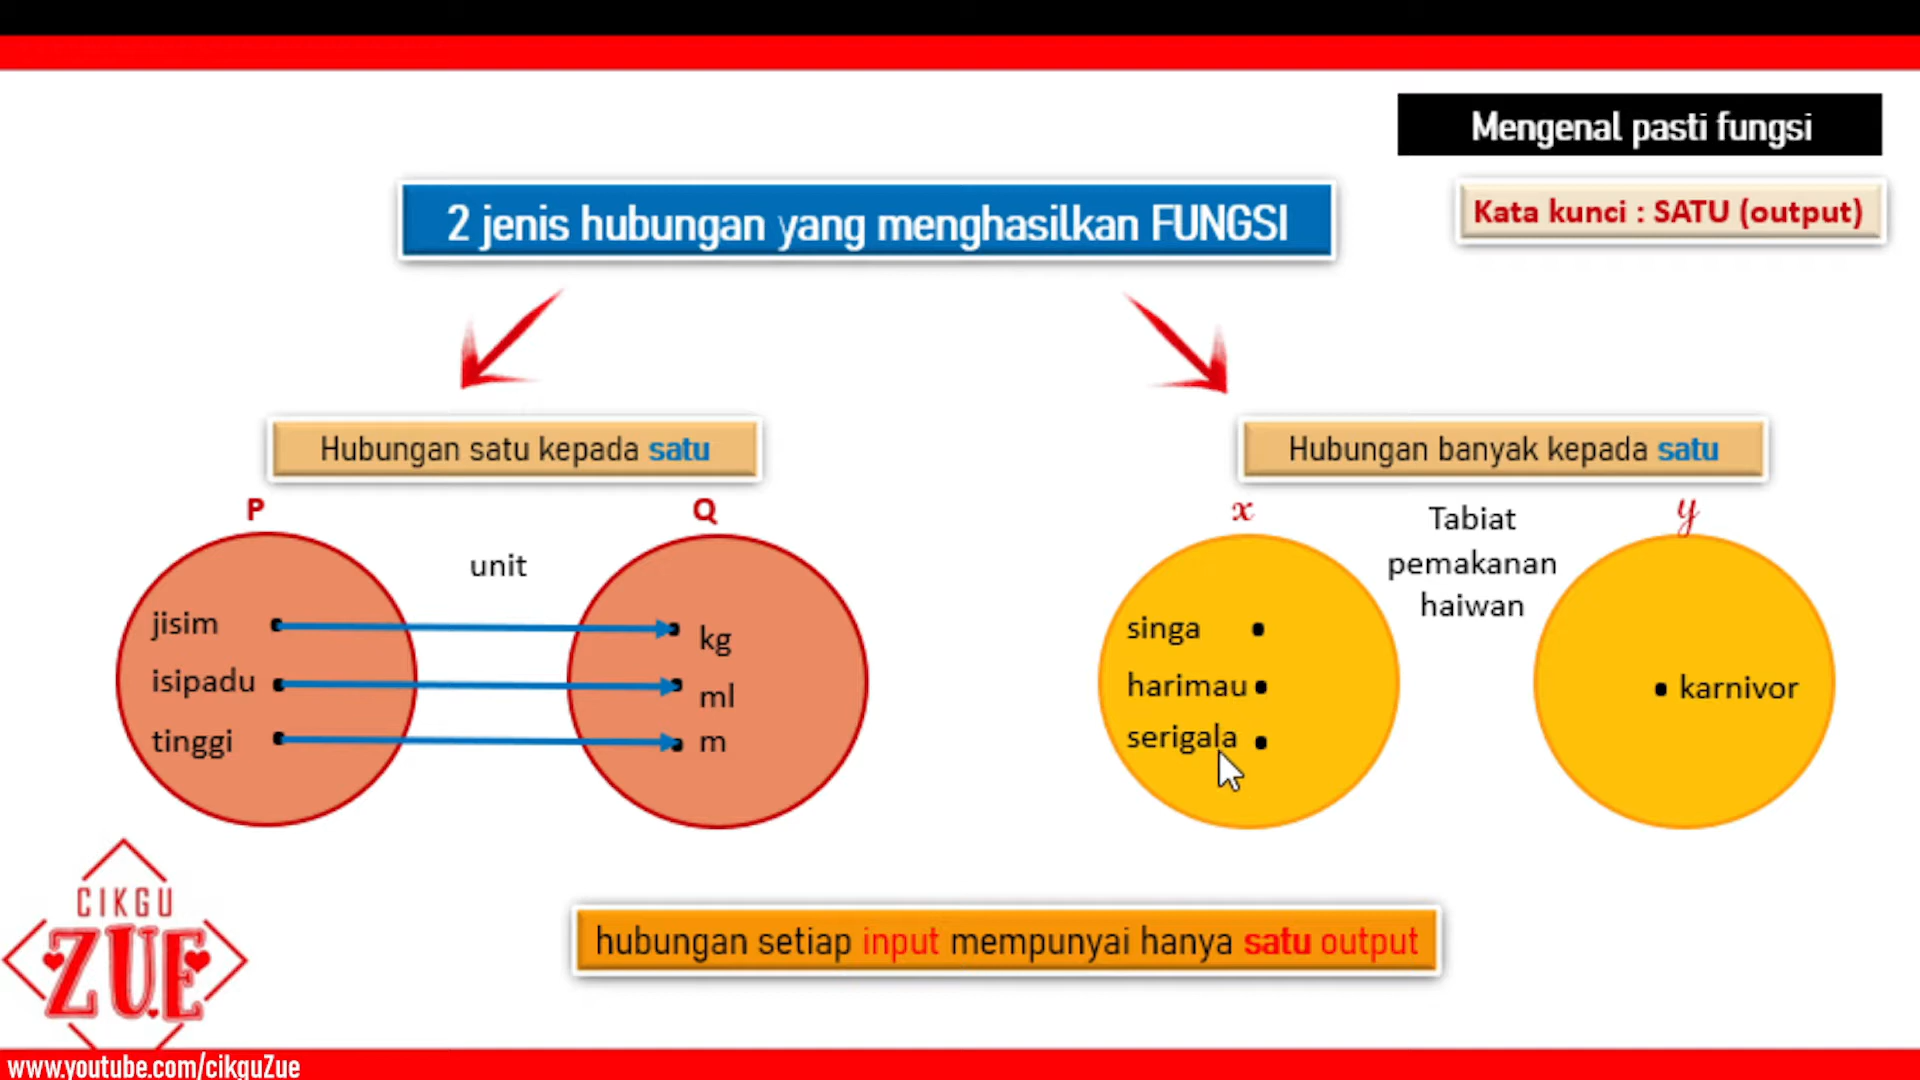 Mengenal pasti fungsi
2 jenis hubungan yang menghasilkan FUNGSI
Kata kunci : SATU (output)
Hubungan satu kepada satu
Hubungan banyak kepada satu
P
Q
unit
jisim
isipadu
tinggi
kg
ml
m
x
y
Tabiat
pemakanan
haiwan
singa
harimau
serigala
karnivor
CIKGU
ZUE
hubungan setiap input mempunyai hanya satu output
www.youtube.com/cikguZue